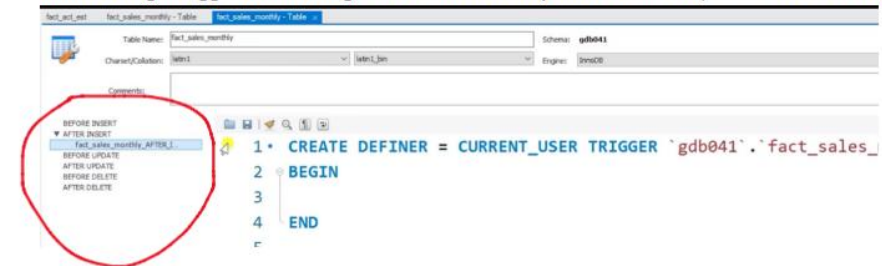 fact_act_est fact_sales_monthly - Table fact_sales_monthly - Table ×
Table Name: fact_sales_monthly Schema: gdb041
Charset/Collation: latin1 latin1_bin Engine: InnoDB
Comments:
BEFORE INSERT
▼ AFTER INSERT
fact_sales_monthly_AFTER_I...
BEFORE UPDATE
AFTER UPDATE
BEFORE DELETE
AFTER DELETE
1 • CREATE DEFINER = CURRENT_USER TRIGGER `gdb041`.`fact_sales_
2 BEGIN
3
4 END